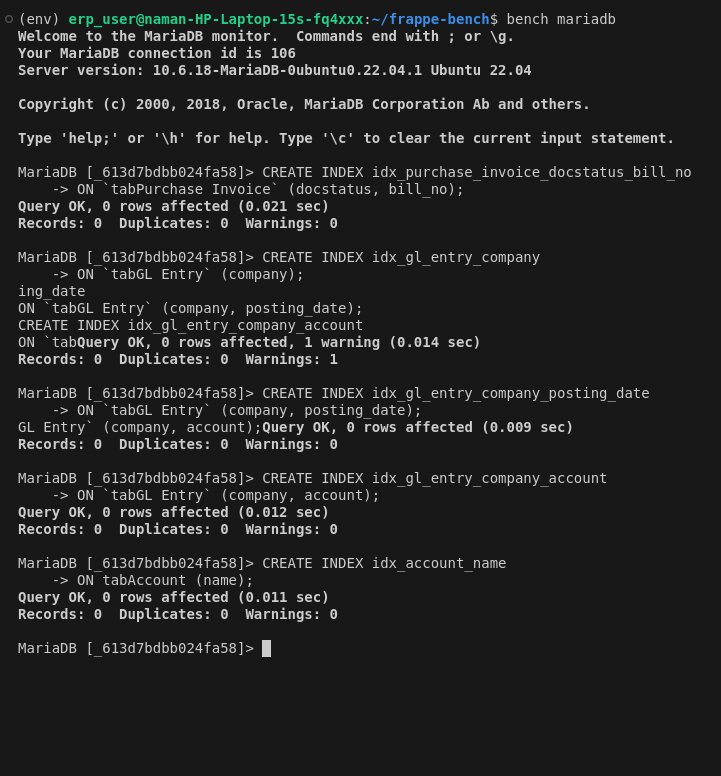 (env) erp_user@naman-HP-Laptop-15s-fq4xxx:~/frappe-bench$ bench mariadb
Welcome to the MariaDB monitor.  Commands end with ; or \g.
Your MariaDB connection id is 106
Server version: 10.6.18-MariaDB-0ubuntu0.22.04.1 Ubuntu 22.04

Copyright (c) 2000, 2018, Oracle, MariaDB Corporation Ab and others.

Type 'help;' or '\h' for help. Type '\c' to clear the current input statement.

MariaDB [_613d7bdbb024fa58]> CREATE INDEX idx_purchase_invoice_docstatus_bill_no
    -> ON `tabPurchase Invoice` (docstatus, bill_no);
Query OK, 0 rows affected (0.021 sec)
Records: 0  Duplicates: 0  Warnings: 0

MariaDB [_613d7bdbb024fa58]> CREATE INDEX idx_gl_entry_company
    -> ON `tabGL Entry` (company);
ing_date
ON `tabGL Entry` (company, posting_date);
CREATE INDEX idx_gl_entry_company_account
ON `tabQuery OK, 0 rows affected, 1 warning (0.014 sec)
Records: 0  Duplicates: 0  Warnings: 1

MariaDB [_613d7bdbb024fa58]> CREATE INDEX idx_gl_entry_company_posting_date
    -> ON `tabGL Entry` (company, posting_date);
GL Entry` (company, account);Query OK, 0 rows affected (0.009 sec)
Records: 0  Duplicates: 0  Warnings: 0

MariaDB [_613d7bdbb024fa58]> CREATE INDEX idx_gl_entry_company_account
    -> ON `tabGL Entry` (company, account);
Query OK, 0 rows affected (0.012 sec)
Records: 0  Duplicates: 0  Warnings: 0

MariaDB [_613d7bdbb024fa58]> CREATE INDEX idx_account_name
    -> ON tabAccount (name);
Query OK, 0 rows affected (0.011 sec)
Records: 0  Duplicates: 0  Warnings: 0

MariaDB [_613d7bdbb024fa58]>